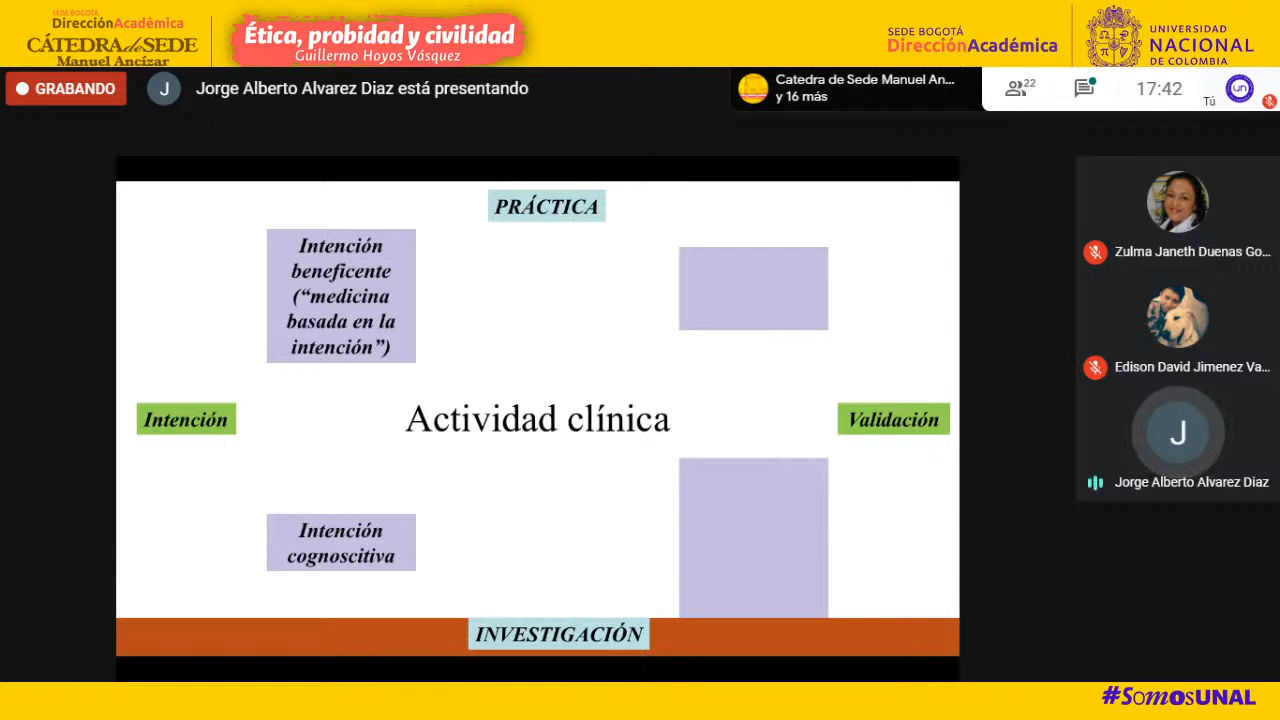 SEDE BOGOTÁ
DirecciónAcadémica
CÁTEDRAdeSEDE
Manuel Ancízar
Ética, probidad y civilidad
Guillermo Hoyos Vásquez
SEDE BOGOTÁ
DirecciónAcadémica
UNIVERSIDAD
NACIONAL
DE COLOMBIA
GRABANDO
J
Jorge Alberto Alvarez Diaz está presentando
Catedra de Sede Manuel An...
y 16 más
22
17:42
Tú
un
PRÁCTICA
Intención
beneficente
(“medicina
basada en la
intención”)
Intención
Actividad clínica
Validación
Intención
cognoscitiva
INVESTIGACIÓN
Zulma Janeth Duenas Go...
Edison David Jimenez Va...
J
Jorge Alberto Alvarez Diaz
#SomosUNAL